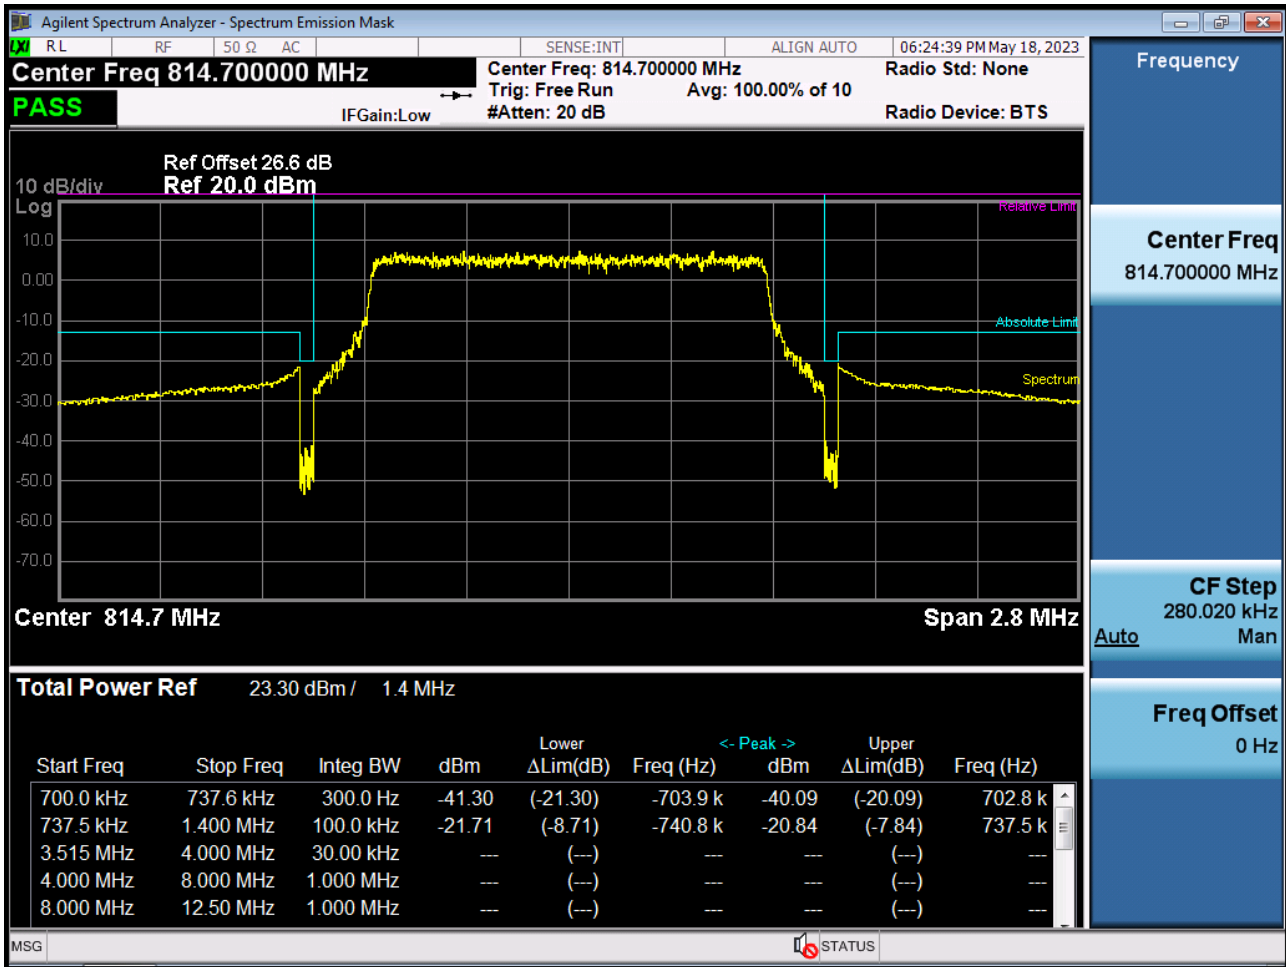 Agilent Spectrum Analyzer - Spectrum Emission Mask
LXI RL RF 50 Ω AC SENSE:INT ALIGN AUTO 06:24:39 PM May 18, 2023
Center Freq 814.700000 MHz
Center Freq: 814.700000 MHz
Radio Std: None
Trig: Free Run
Avg: 100.00% of 10
PASS
IFGain:Low
#Atten: 20 dB
Radio Device: BTS
Ref Offset 26.6 dB
10 dB/div
Ref 20.0 dBm
Log
Relative Limit
10.0
0.00
-10.0
Absolute Limit
-20.0
Spectrum
-30.0
-40.0
-50.0
-60.0
-70.0
Center 814.7 MHz
Span 2.8 MHz
Total Power Ref 23.30 dBm / 1.4 MHz
Lower <- Peak -> Upper
Start Freq Stop Freq Integ BW dBm ΔLim(dB) Freq (Hz) dBm ΔLim(dB) Freq (Hz)
700.0 kHz 737.6 kHz 300.0 Hz -41.30 (-21.30) -703.9 k -40.09 (-20.09) 702.8 k
737.5 kHz 1.400 MHz 100.0 kHz -21.71 (-8.71) -740.8 k -20.84 (-7.84) 737.5 k
3.515 MHz 4.000 MHz 30.00 kHz --- (---) --- --- (---) ---
4.000 MHz 8.000 MHz 1.000 MHz --- (---) --- --- (---) ---
8.000 MHz 12.50 MHz 1.000 MHz --- (---) --- --- (---) ---
MSG
STATUS
Frequency
Center Freq
814.700000 MHz
CF Step
280.020 kHz
Auto Man
Freq Offset
0 Hz